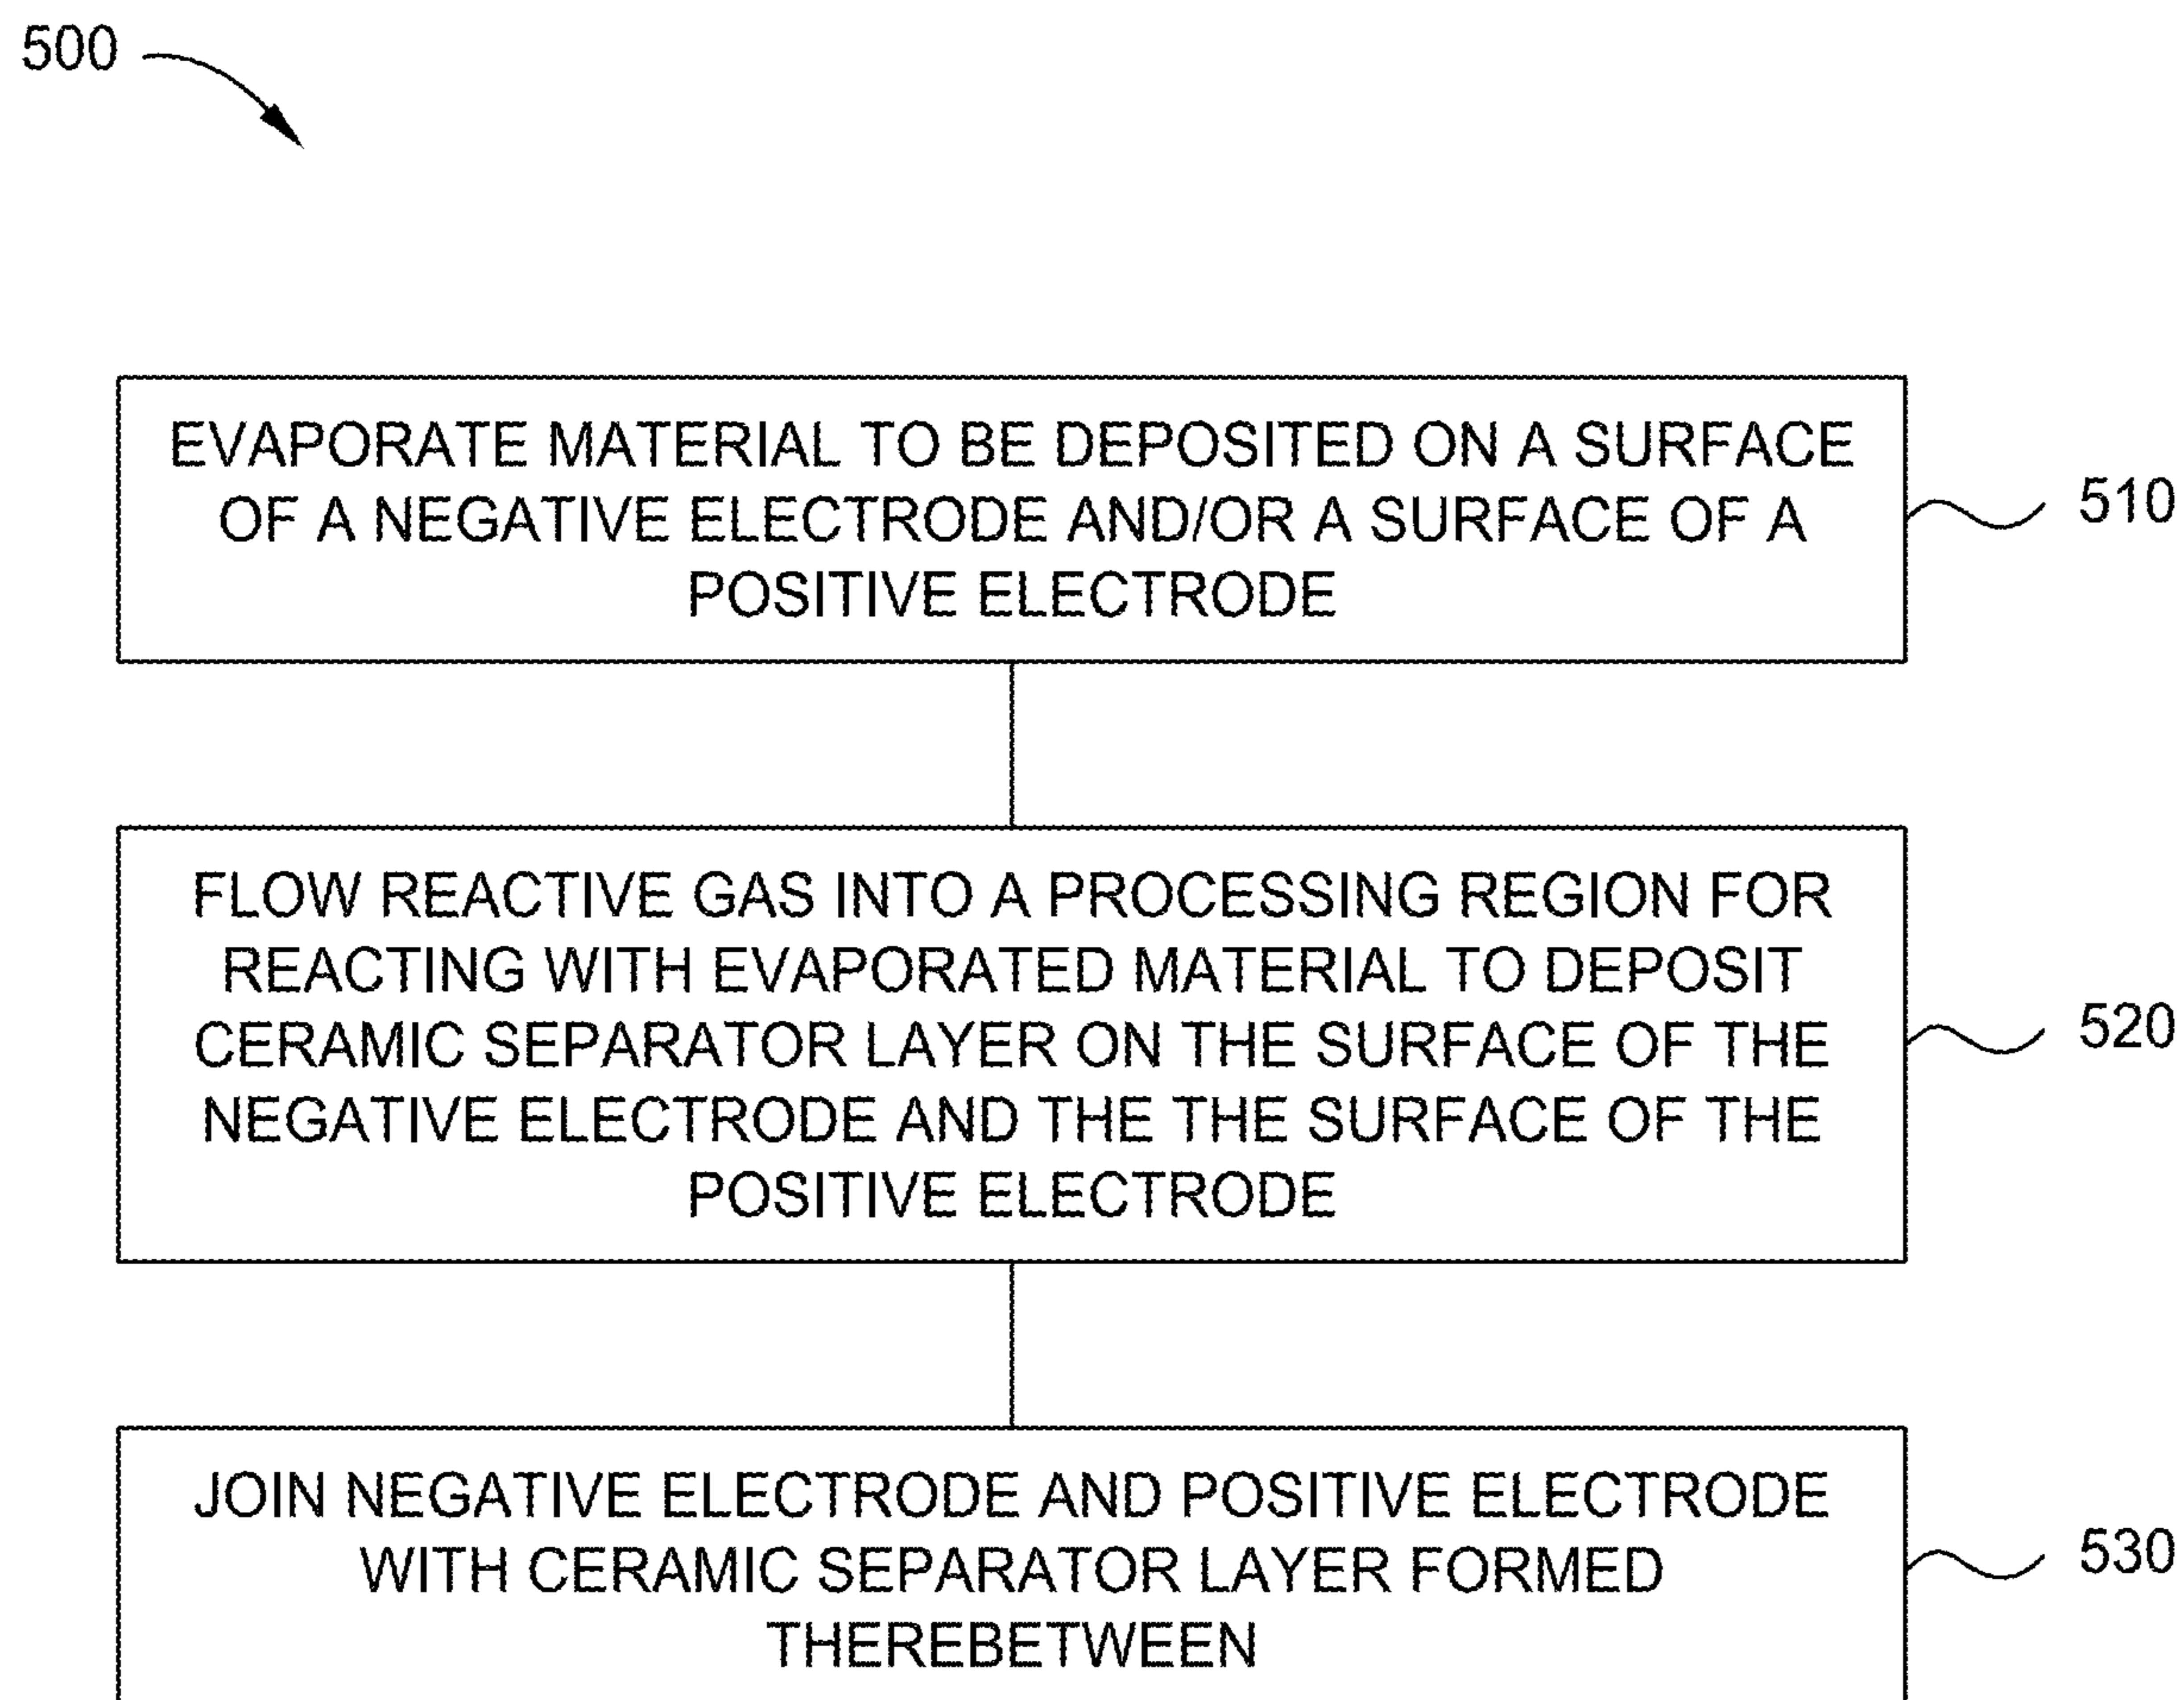 500
EVAPORATE MATERIAL TO BE DEPOSITED ON A SURFACE
OF A NEGATIVE ELECTRODE AND/OR A SURFACE OF A
POSITIVE ELECTRODE
510
FLOW REACTIVE GAS INTO A PROCESSING REGION FOR
REACTING WITH EVAPORATED MATERIAL TO DEPOSIT
CERAMIC SEPARATOR LAYER ON THE SURFACE OF THE
NEGATIVE ELECTRODE AND THE THE SURFACE OF THE
POSITIVE ELECTRODE
520
JOIN NEGATIVE ELECTRODE AND POSITIVE ELECTRODE
WITH CERAMIC SEPARATOR LAYER FORMED
THEREBETWEEN
530